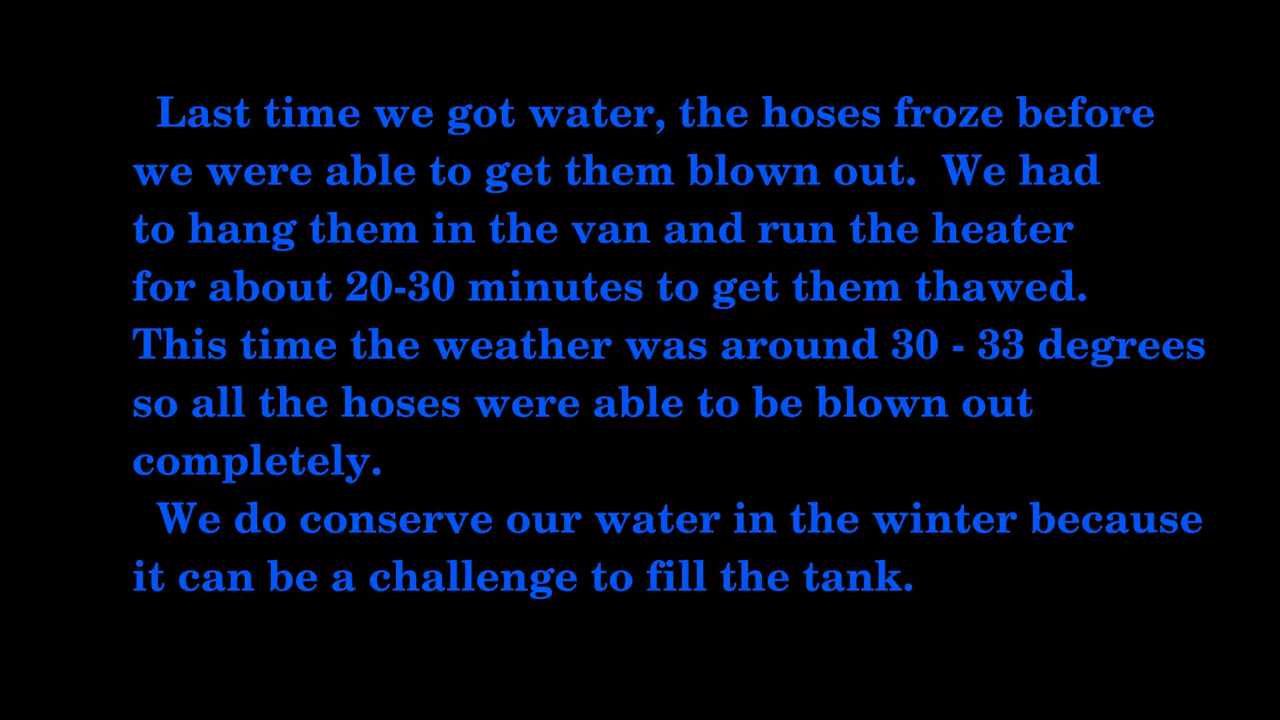 Last time we got water, the hoses froze before
we were able to get them blown out.  We had
to hang them in the van and run the heater
for about 20-30 minutes to get them thawed.
This time the weather was around 30 - 33 degrees
so all the hoses were able to be blown out
completely.
We do conserve our water in the winter because
it can be a challenge to fill the tank.